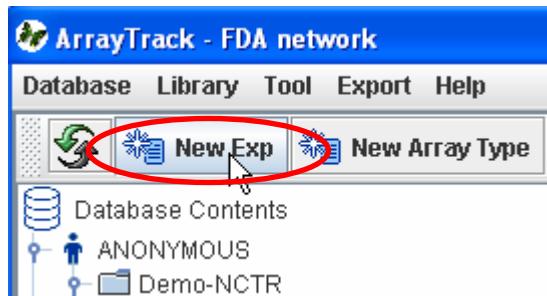 ArrayTrack - FDA network
Database Library Tool Export Help
New Exp New Array Type
Database Contents
ANONYMOUS
Demo-NCTR